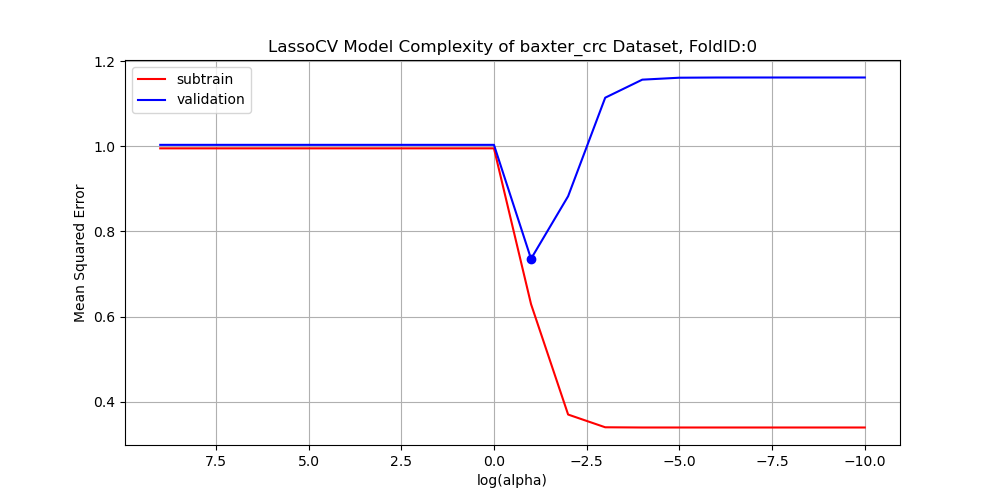 LassoCV Model Complexity of baxter_crc Dataset, FoldID:0
subtrain
validation
Mean Squared Error
1.2
1.0
0.8
0.6
0.4
7.5 5.0 2.5 0.0 −2.5 −5.0 −7.5 −10.0
log(alpha)